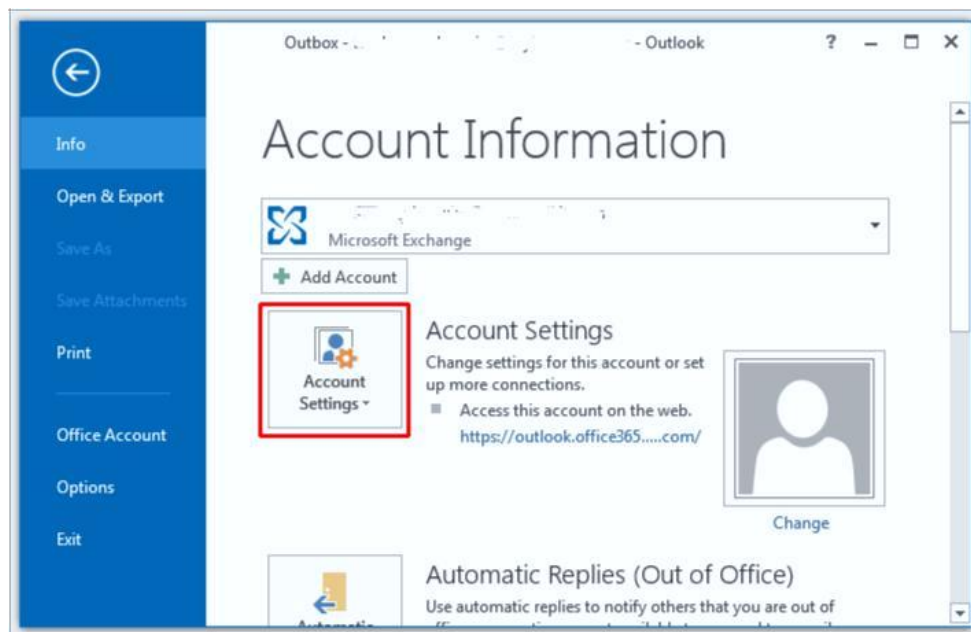 Outbox - - Outlook
Info
Open & Export
Save As
Save Attachments
Print
Office Account
Options
Exit
Account Information
Microsoft Exchange
Add Account
Account
Settings
Account Settings
Change settings for this account or set
up more connections.
Access this account on the web.
https://outlook.office365.....com/
Change
Automatic Replies (Out of Office)
Use automatic replies to notify others that you are out of